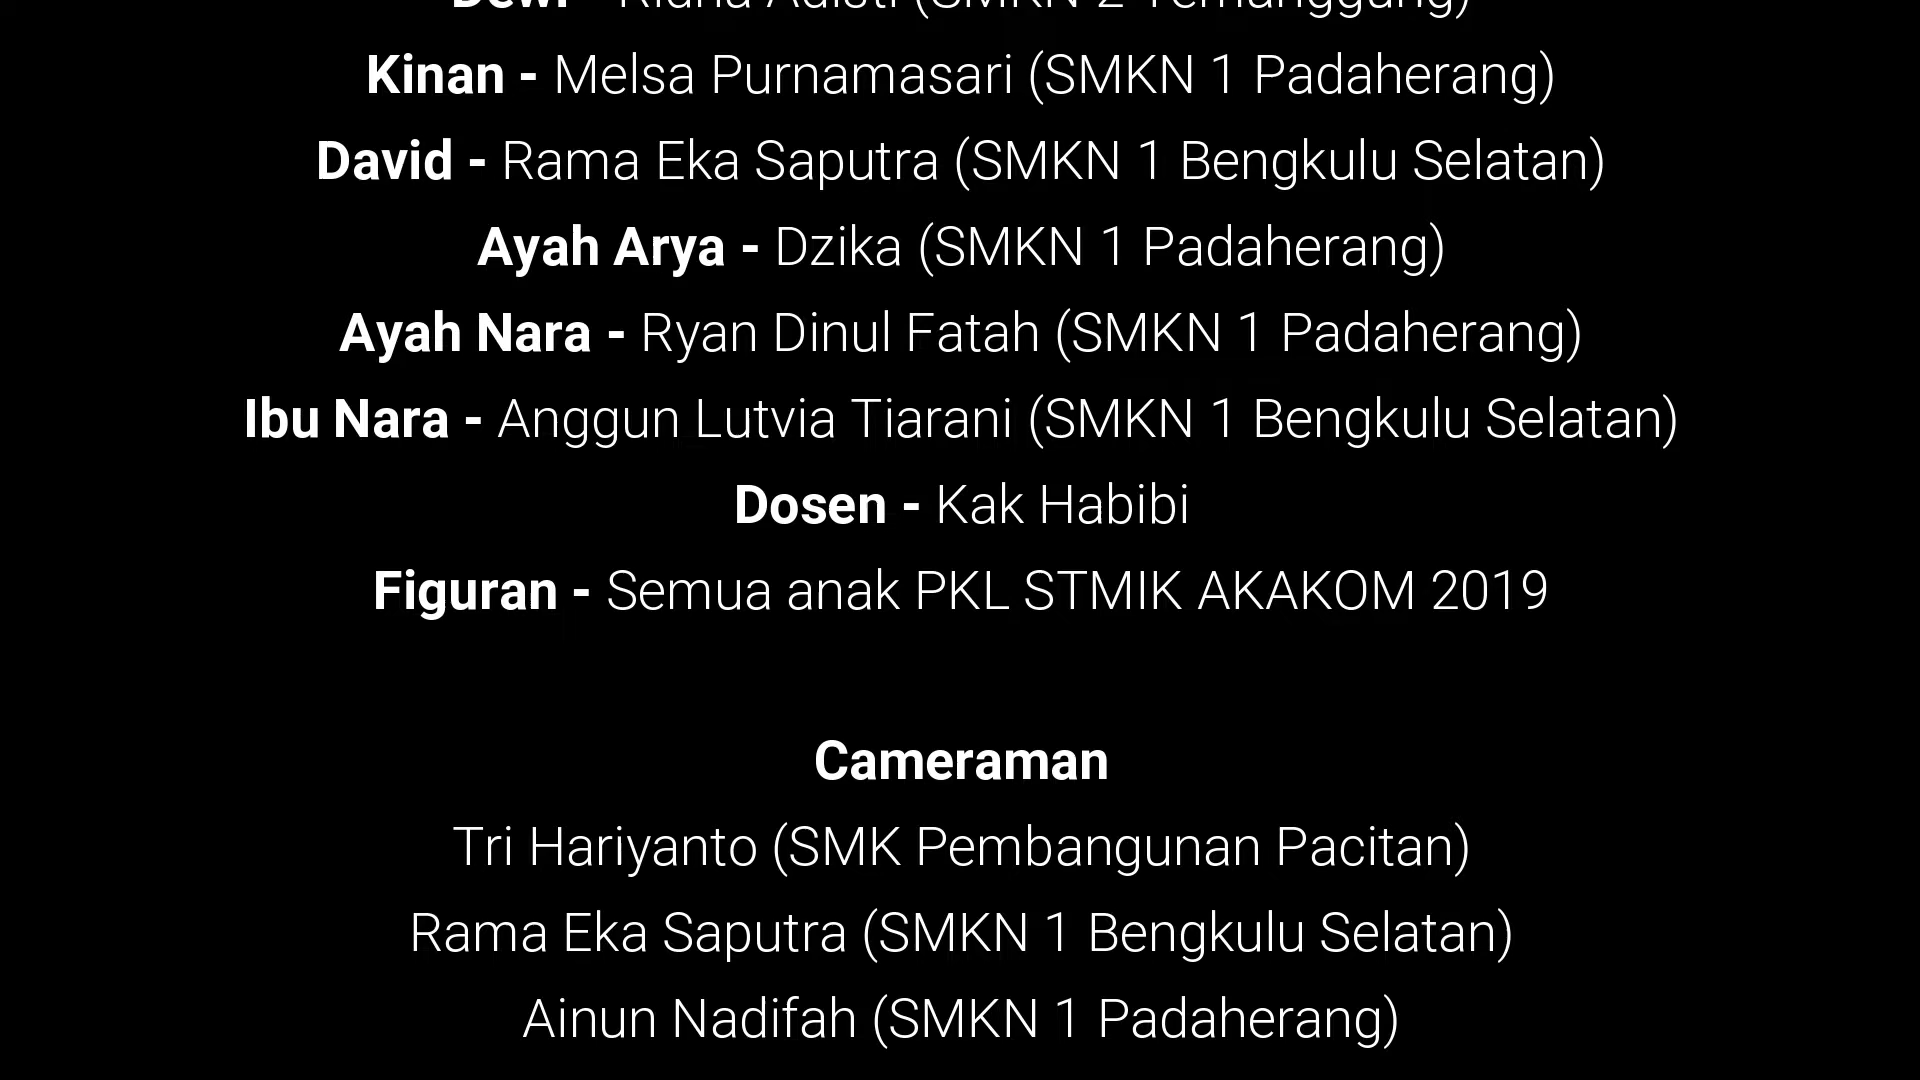 (SMKN 2 Temanggung)
Kinan - Melsa Purnamasari (SMKN 1 Padaherang)
David - Rama Eka Saputra (SMKN 1 Bengkulu Selatan)
Ayah Arya - Dzika (SMKN 1 Padaherang)
Ayah Nara - Ryan Dinul Fatah (SMKN 1 Padaherang)
Ibu Nara - Anggun Lutvia Tiarani (SMKN 1 Bengkulu Selatan)
Dosen - Kak Habibi
Figuran - Semua anak PKL STMIK AKAKOM 2019
Cameraman
Tri Hariyanto (SMK Pembangunan Pacitan)
Rama Eka Saputra (SMKN 1 Bengkulu Selatan)
Ainun Nadifah (SMKN 1 Padaherang)